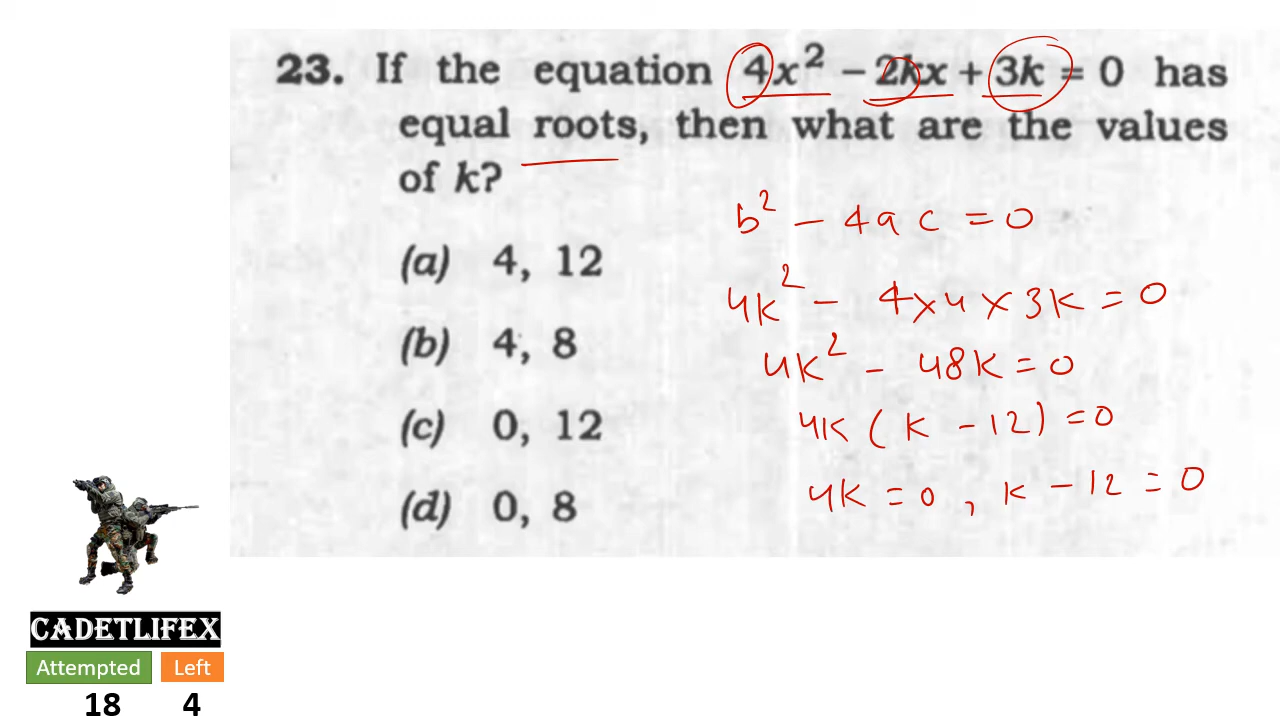 23. If the equation 4x² − 2kx + 3k = 0 has
equal roots, then what are the values
of k?
(a) 4, 12
(b) 4, 8
(c) 0, 12
(d) 0, 8
b² − 4ac = 0
4k² − 4×4×3k = 0
4k² − 48k = 0
4k(k − 12) = 0
4k = 0, k − 12 = 0
CADETLIFEX
Attempted Left
18 4